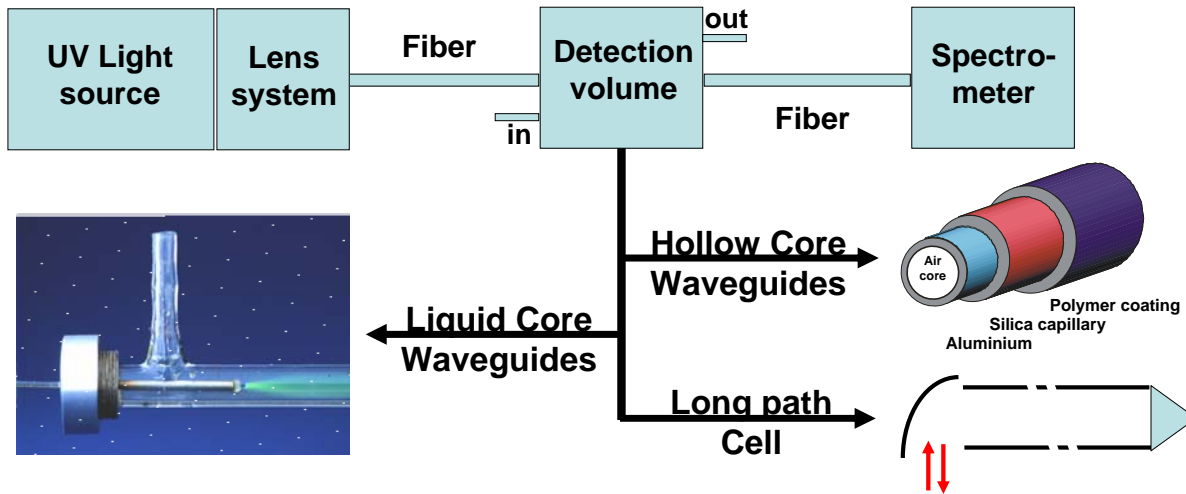 UV Light
source
Lens
system
Fiber
in
Detection
volume
out
Fiber
Spectro-
meter
Hollow Core
Waveguides
Air
core
Polymer coating
Silica capillary
Aluminium
Liquid Core
Waveguides
Long path
Cell